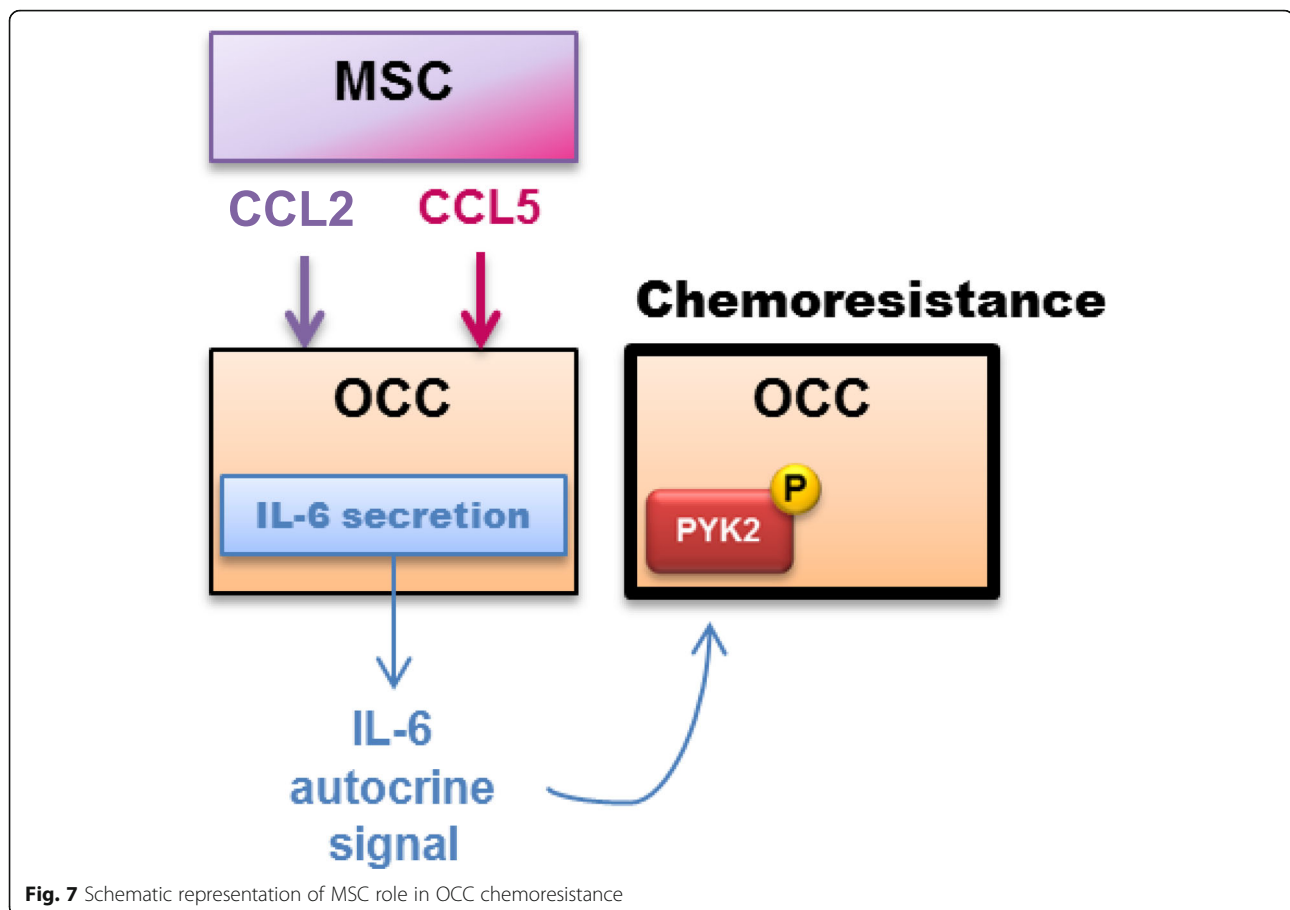 MSC
CCL2 CCL5
Chemoresistance
OCC
IL-6 secretion
OCC
P
PYK2
IL-6
autocrine
signal
Fig. 7 Schematic representation of MSC role in OCC chemoresistance